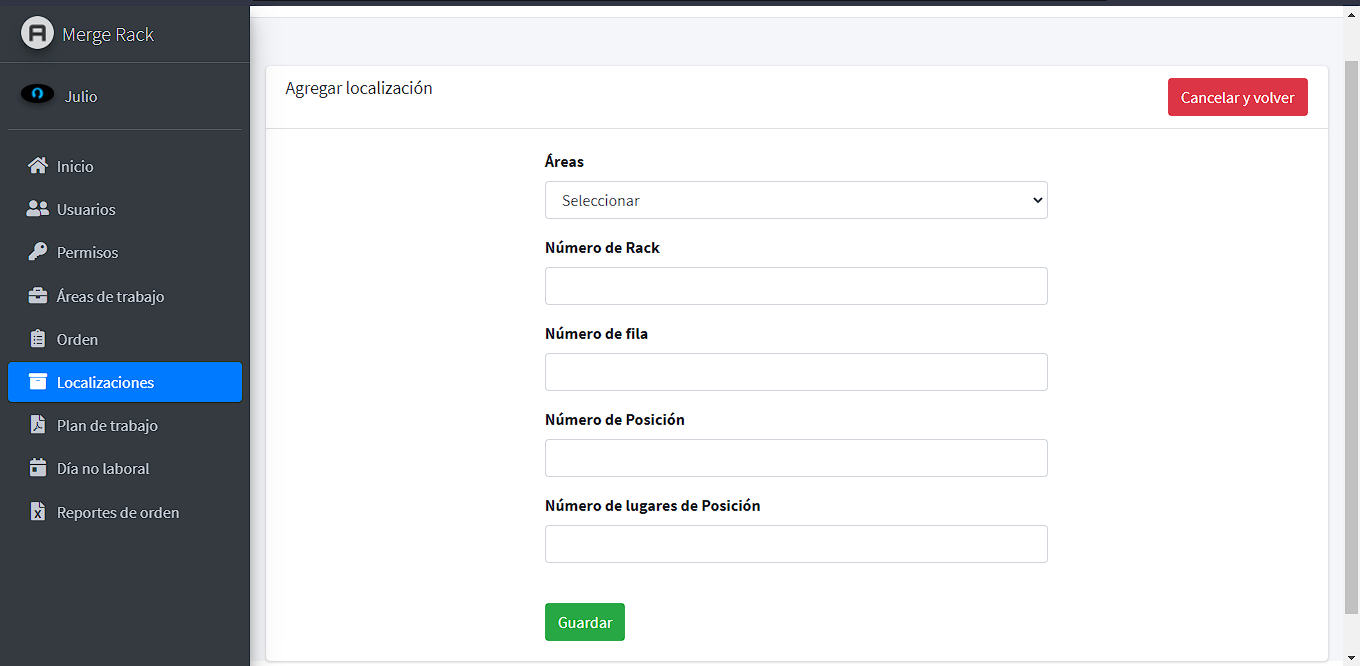 Merge Rack
Julio
Inicio
Usuarios
Permisos
Áreas de trabajo
Orden
Localizaciones
Plan de trabajo
Día no laboral
Reportes de orden
Agregar localización
Cancelar y volver
Áreas
Seleccionar
Número de Rack
Número de fila
Número de Posición
Número de lugares de Posición
Guardar